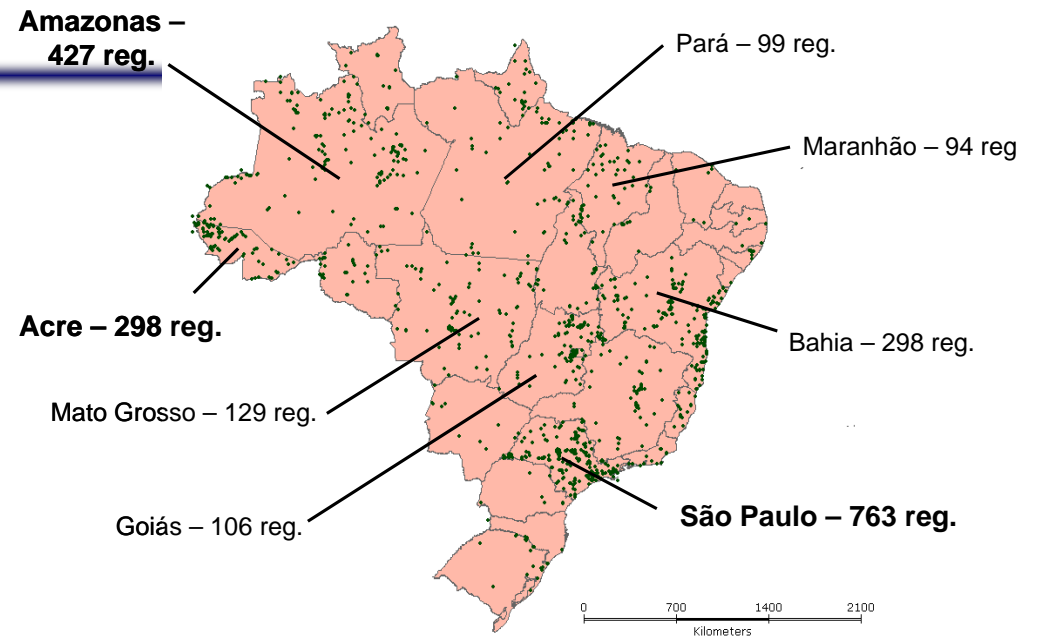 Amazonas –
427 reg.
Pará – 99 reg.
Maranhão – 94 reg
Acre – 298 reg.
Bahia – 298 reg.
Mato Grosso – 129 reg.
Goiás – 106 reg.
São Paulo – 763 reg.
0 700 1400 2100
Kilometers